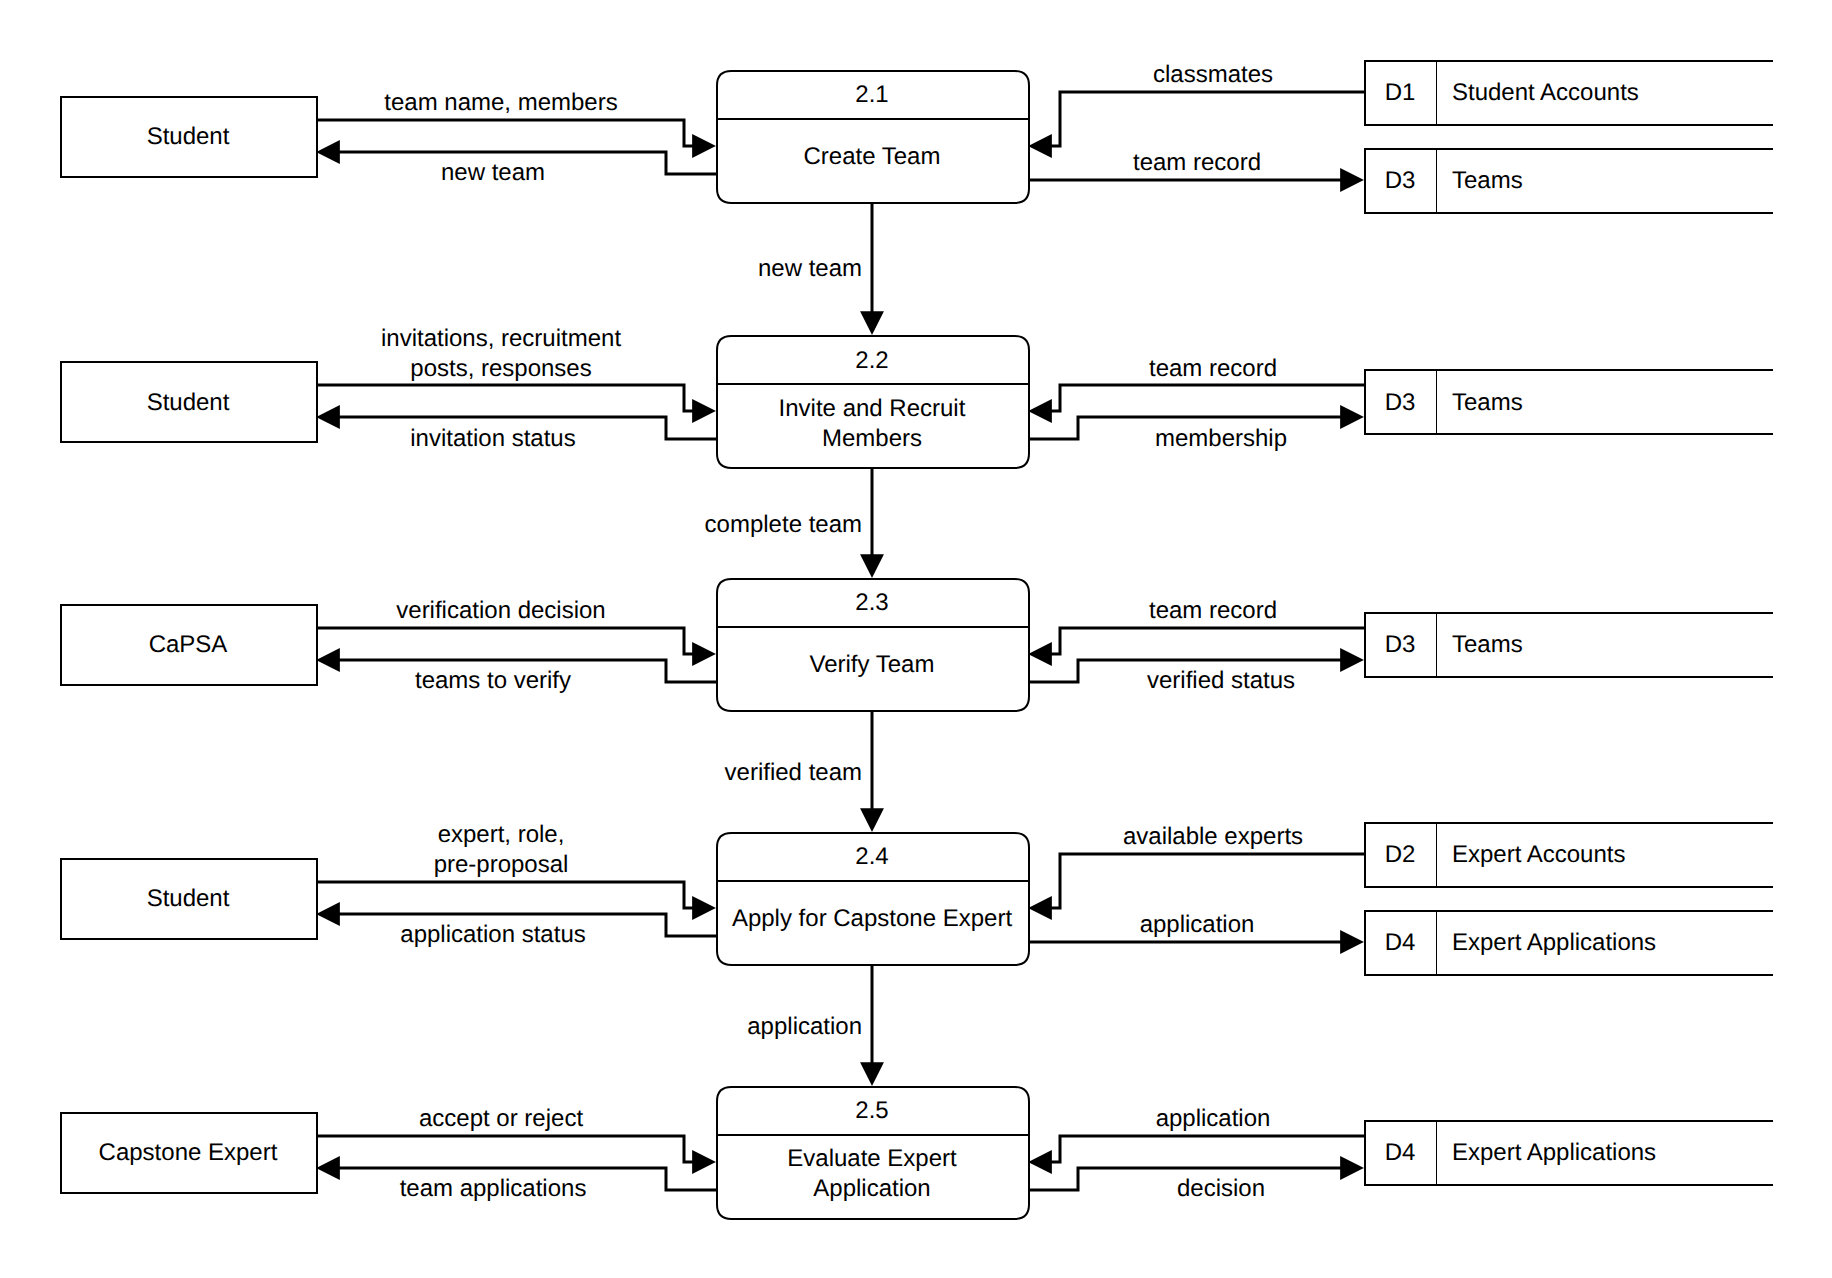 team name, members
Student
new team
2.1
Create Team
classmates
D1 Student Accounts
team record
D3 Teams
new team
invitations, recruitment
posts, responses
Student
invitation status
2.2
Invite and Recruit
Members
team record
D3 Teams
membership
complete team
verification decision
CaPSA
teams to verify
2.3
Verify Team
team record
D3 Teams
verified status
verified team
expert, role,
pre-proposal
Student
application status
2.4
Apply for Capstone Expert
available experts
D2 Expert Accounts
application
D4 Expert Applications
application
accept or reject
Capstone Expert
team applications
2.5
Evaluate Expert
Application
application
D4 Expert Applications
decision